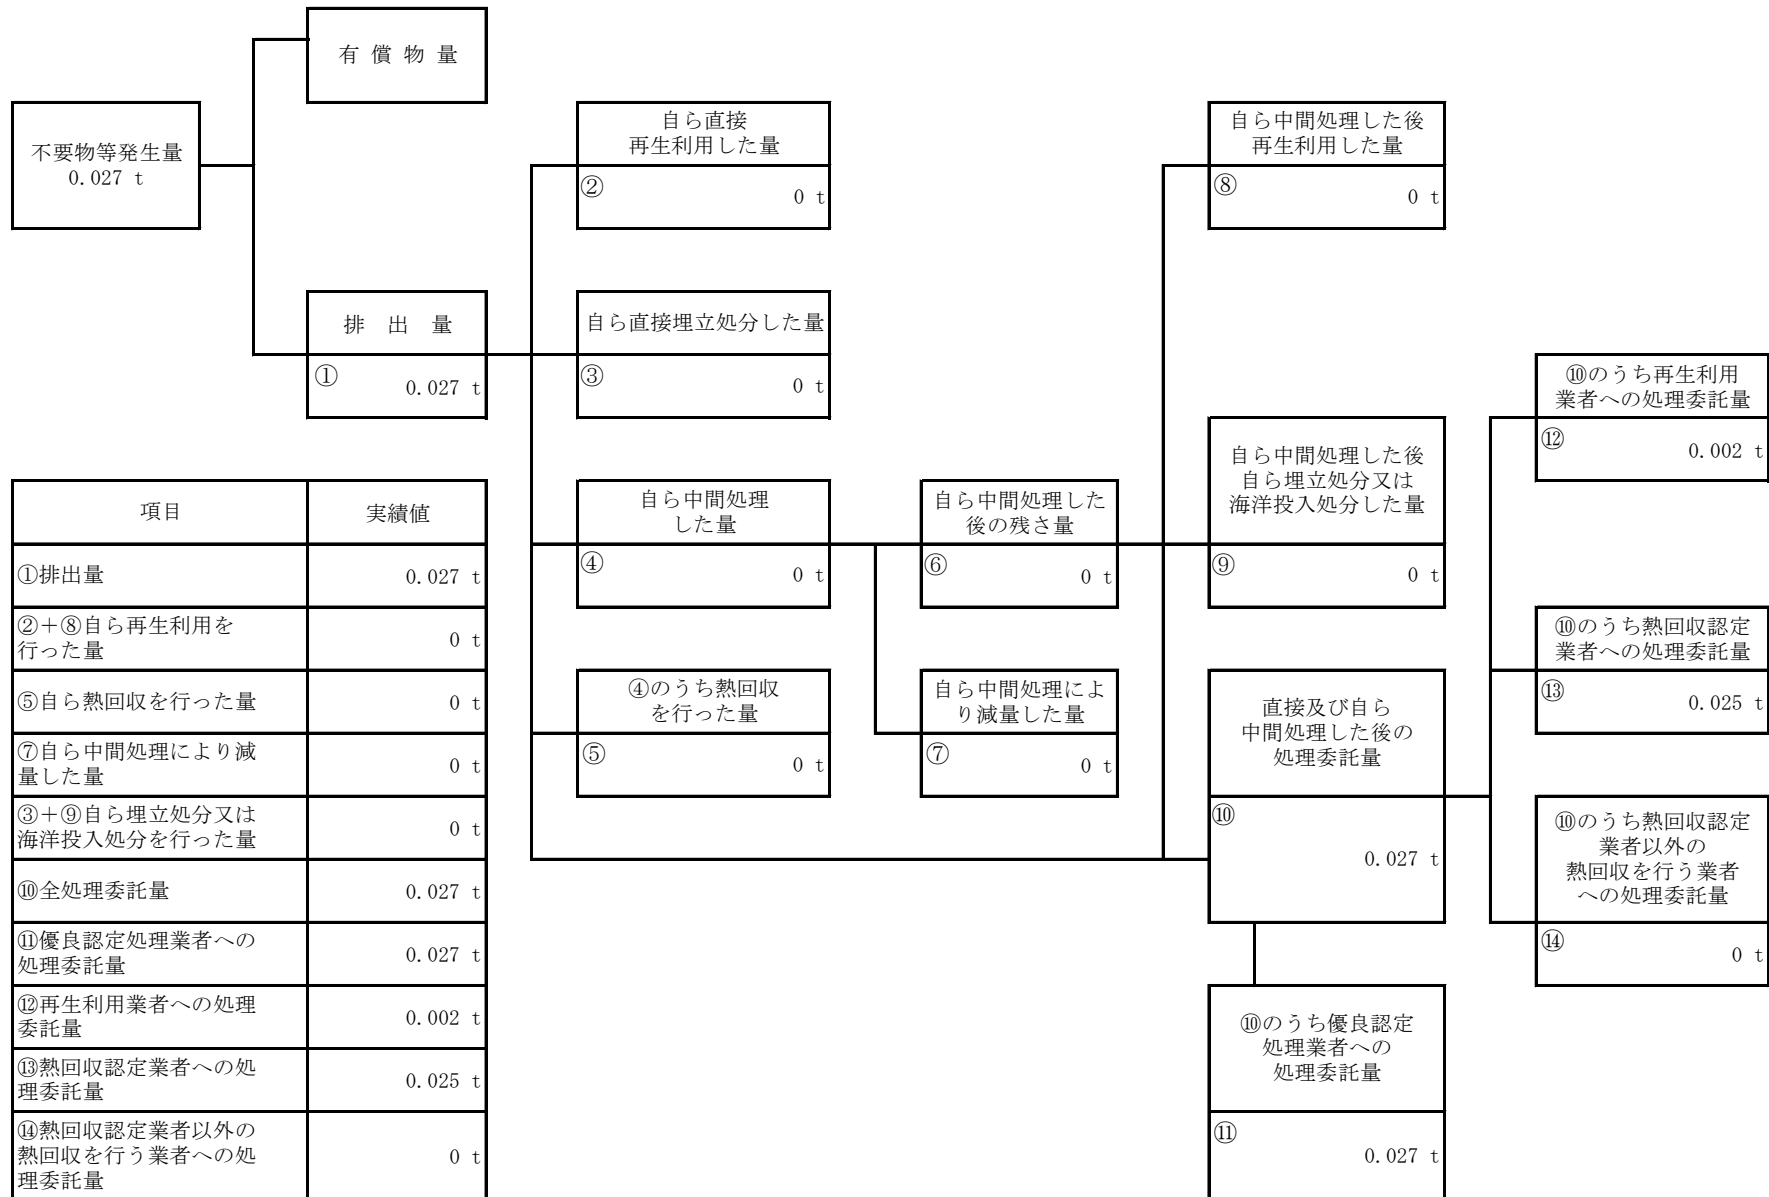 有 償 物 量
不要物等発生量
0.027 t
自ら直接
再生利用した量
②
0 t
自ら中間処理した後
再生利用した量
⑧
0 t
排 出 量
①
0.027 t
自ら直接埋立処分した量
③
0 t
⑩のうち再生利用
業者への処理委託量
⑫
0.002 t
自ら中間処理
した量
④
0 t
自ら中間処理した
後の残さ量
⑥
0 t
自ら中間処理した後
自ら埋立処分又は
海洋投入処分した量
⑨
0 t
⑩のうち熱回収認定
業者への処理委託量
⑬
0.025 t
④のうち熱回収
を行った量
⑤
0 t
自ら中間処理によ
り減量した量
⑦
0 t
直接及び自ら
中間処理した後の
処理委託量
⑩
0.027 t
⑩のうち熱回収認定
業者以外の
熱回収を行う業者
への処理委託量
⑭
0 t
⑩のうち優良認定
処理業者への
処理委託量
⑪
0.027 t
項目 実績値
①排出量 0.027 t
②+⑧自ら再生利用を
行った量 0 t
⑤自ら熱回収を行った量 0 t
⑦自ら中間処理により減
量した量 0 t
③+⑨自ら埋立処分又は
海洋投入処分を行った量 0 t
⑩全処理委託量 0.027 t
⑪優良認定処理業者への
処理委託量 0.027 t
⑫再生利用業者への処理
委託量 0.002 t
⑬熱回収認定業者への処
理委託量 0.025 t
⑭熱回収認定業者以外の
熱回収を行う業者への処
理委託量 0 t